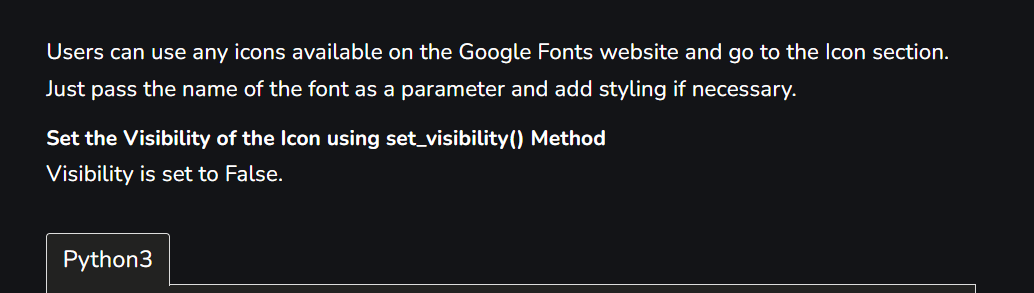 Users can use any icons available on the Google Fonts website and go to the Icon section.
Just pass the name of the font as a parameter and add styling if necessary.
Set the Visibility of the Icon using set_visibility() Method
Visibility is set to False.
Python3